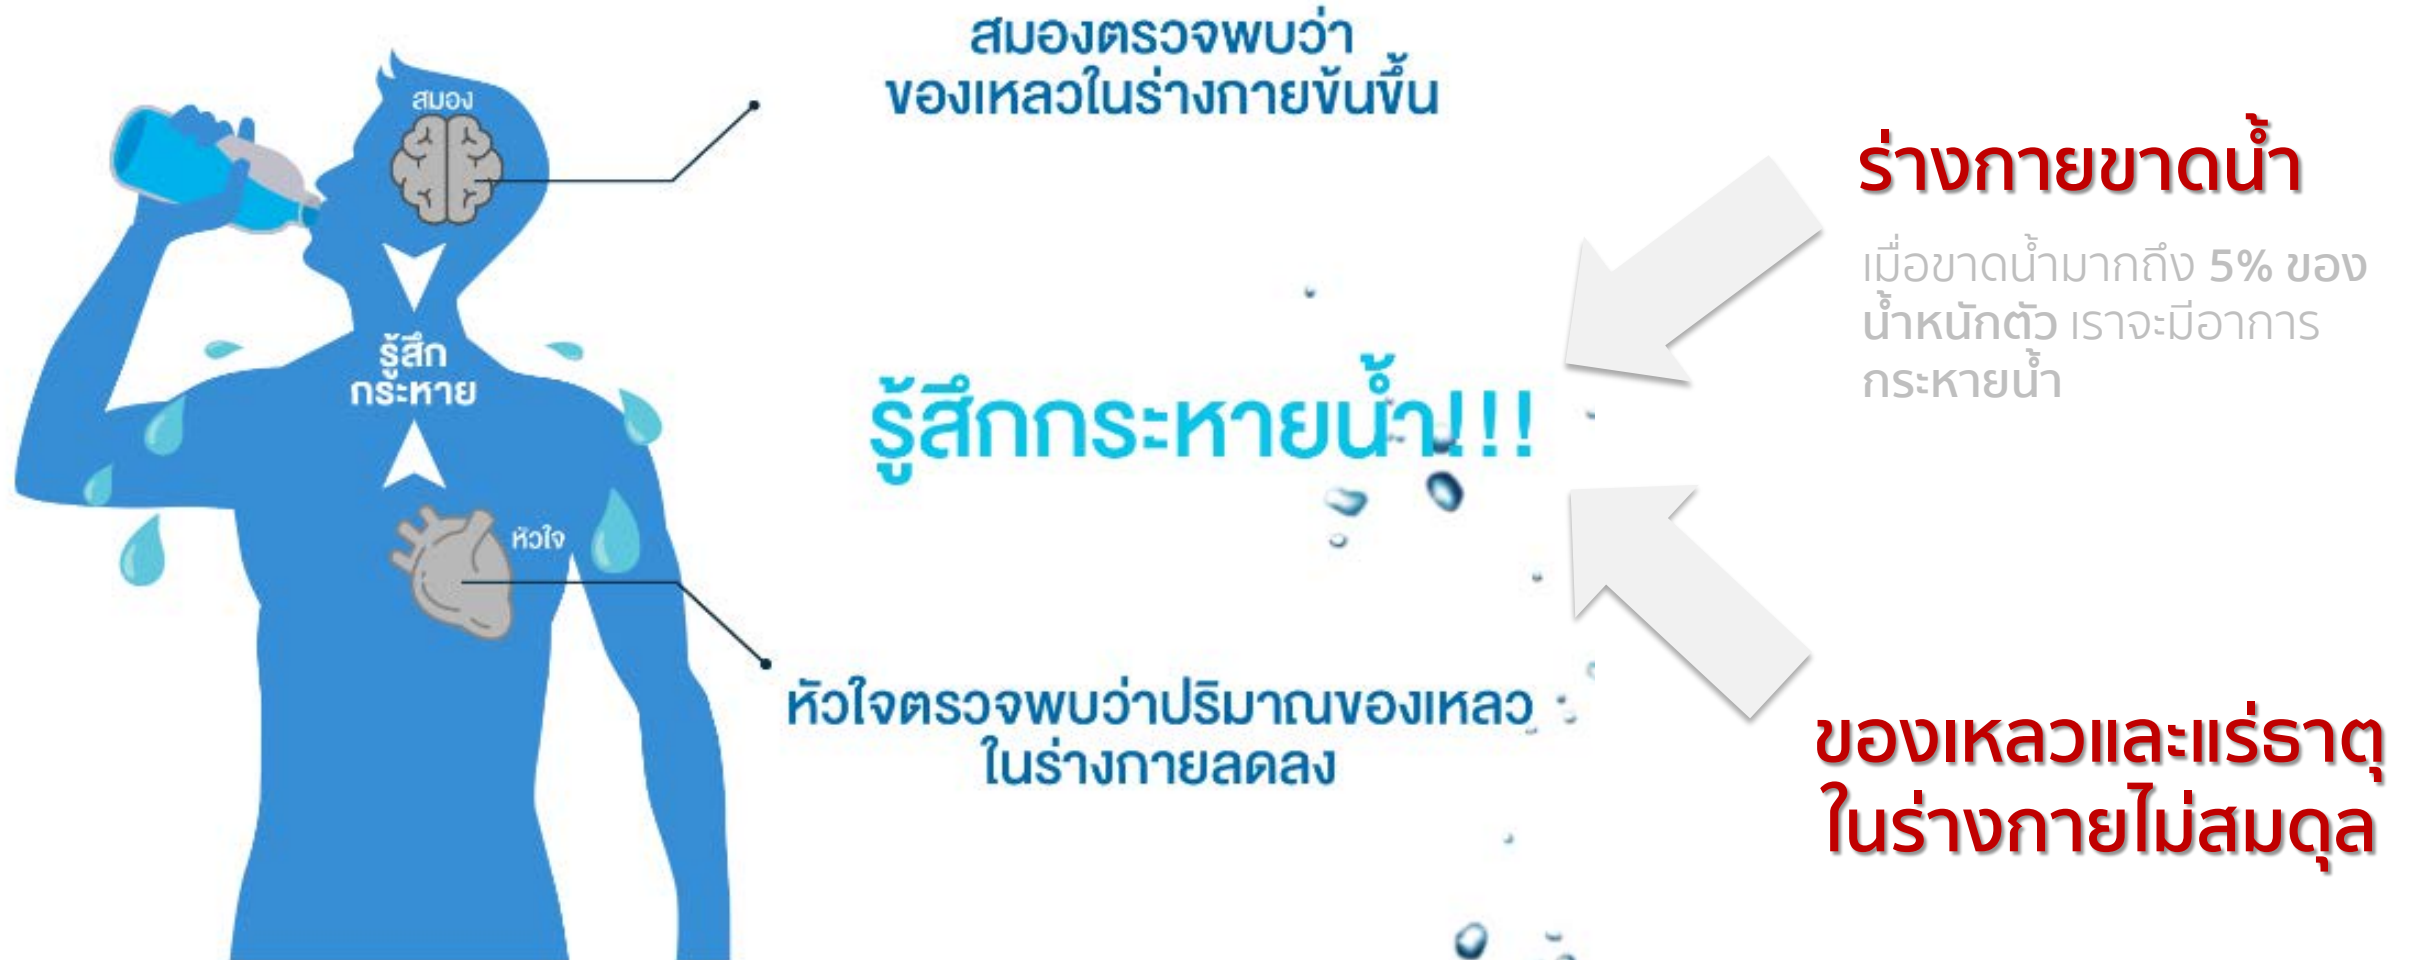 สมองตรวจพบว่า
ของเหลวในร่างกายข้นขึ้น
สมอง
รู้สึก
กระหาย
หัวใจ
รู้สึกกระหายน้ำ!!!
หัวใจตรวจพบว่าปริมาณของเหลว
ในร่างกายลดลง
ร่างกายขาดน้ำ
เมื่อขาดน้ำมากถึง 5% ของ
น้ำหนักตัว เราจะมีอาการ
กระหายน้ำ
ของเหลวและแร่ธาตุ
ในร่างกายไม่สมดุล